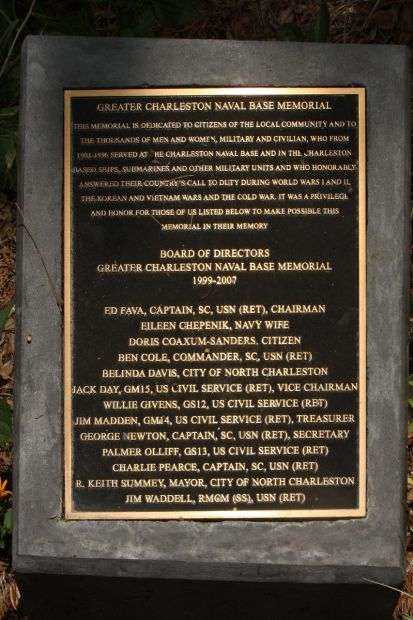 GREATER CHARLESTON NAVAL BASE MEMORIAL
THIS MEMORIAL IS DEDICATED TO CITIZENS OF THE LOCAL COMMUNITY AND TO
THE THOUSANDS OF MEN AND WOMEN, MILITARY AND CIVILIAN, WHO FROM
1901-1996 SERVED AT THE CHARLESTON NAVAL BASE AND IN THE CHARLESTON
BASED SHIPS, SUBMARINES AND OTHER MILITARY UNITS AND WHO HONORABLY
ANSWERED THEIR COUNTRY'S CALL TO DUTY DURING WORLD WARS I AND II,
THE KOREAN AND VIETNAM WARS AND THE COLD WAR. IT WAS A PRIVILEGE
AND HONOR FOR THOSE OF US LISTED BELOW TO MAKE POSSIBLE THIS
MEMORIAL IN THEIR MEMORY
BOARD OF DIRECTORS
GREATER CHARLESTON NAVAL BASE MEMORIAL
1999-2007
ED FAVA, CAPTAIN, SC, USN (RET), CHAIRMAN
EILEEN CHEPENIK, NAVY WIFE
DORIS COAXUM-SANDERS, CITIZEN
BEN COLE, COMMANDER, SC, USN (RET)
BELINDA DAVIS, CITY OF NORTH CHARLESTON
JACK DAY, GM15, US CIVIL SERVICE (RET), VICE CHAIRMAN
WILLIE GIVENS, GS12, US CIVIL SERVICE (RET)
JIM MADDEN, GM14, US CIVIL SERVICE (RET), TREASURER
GEORGE NEWTON, CAPTAIN, SC, USN (RET), SECRETARY
PALMER OLLIFF, GS13, US CIVIL SERVICE (RET)
CHARLIE PEARCE, CAPTAIN, SC, USN (RET)
R. KEITH SUMMEY, MAYOR, CITY OF NORTH CHARLESTON
JIM WADDELL, RMCM (SS), USN (RET)